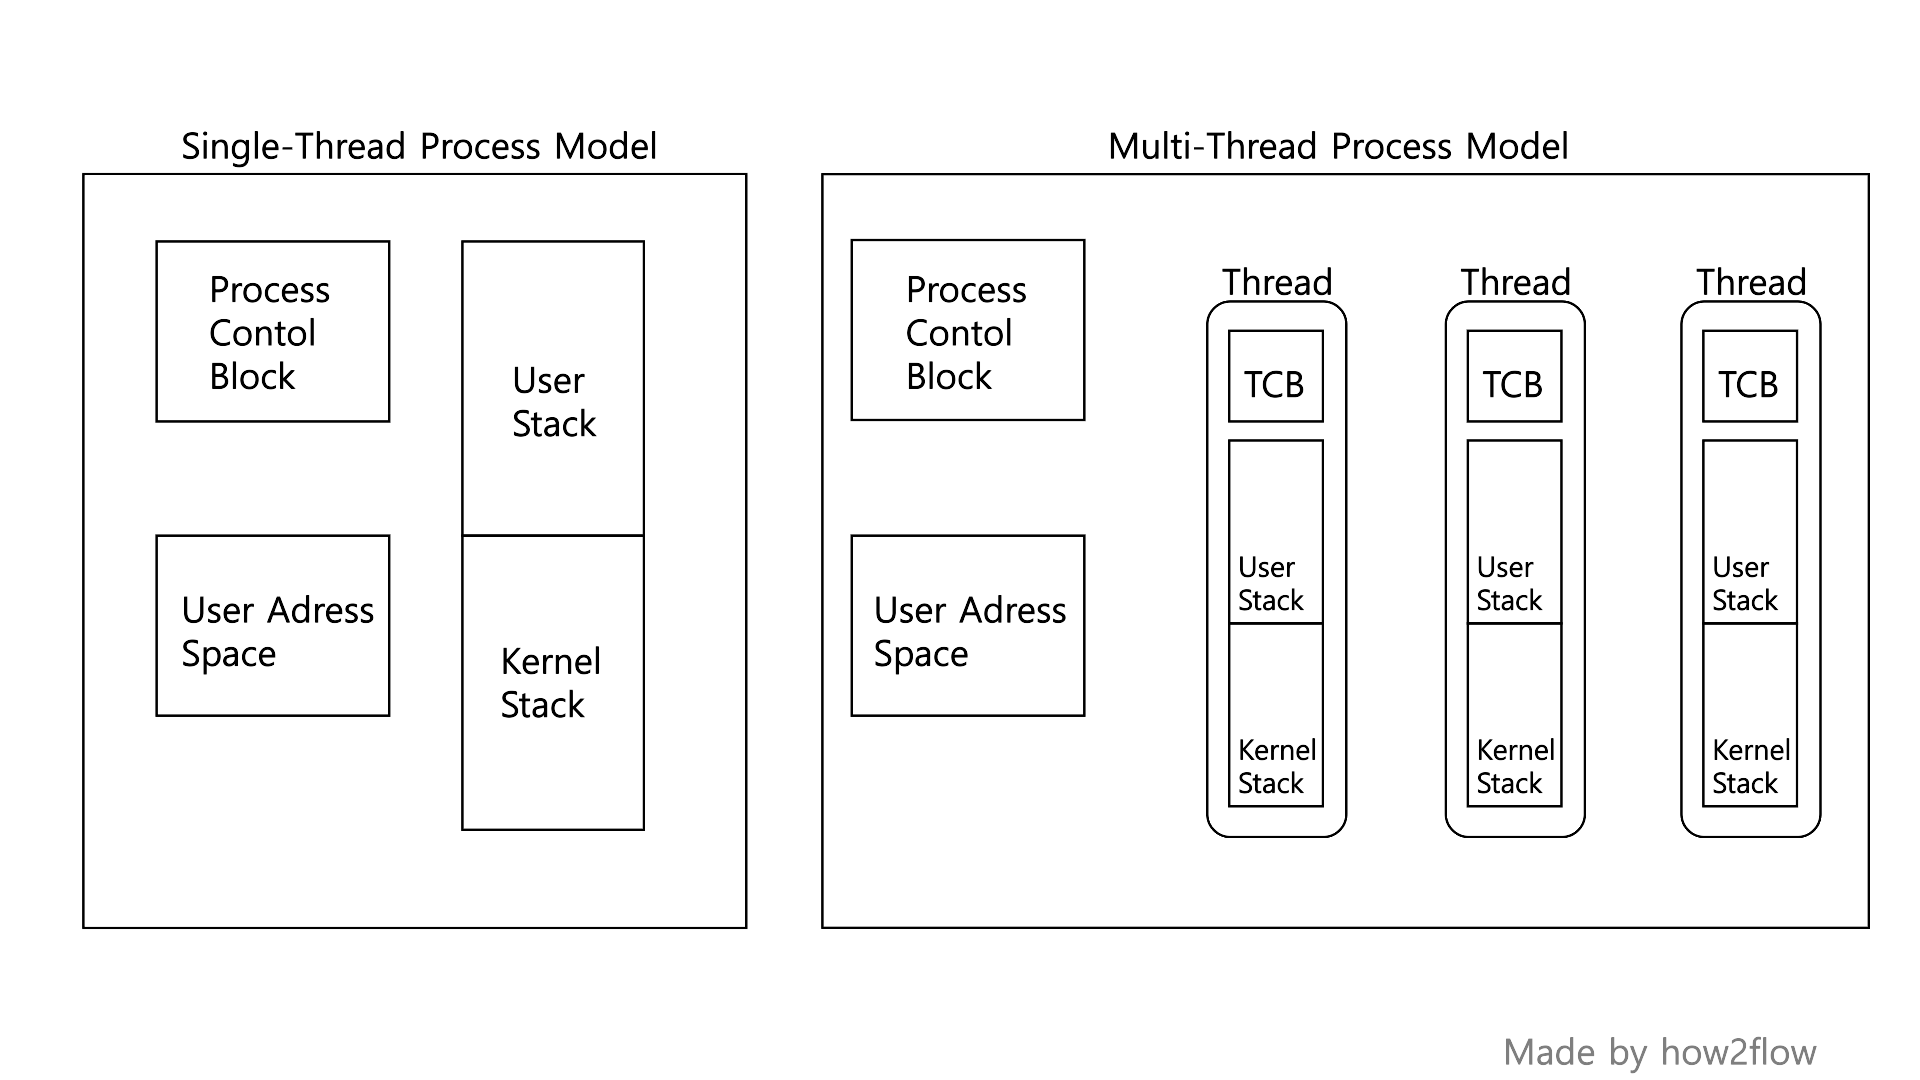 Single-Thread Process Model
Process
Contol
Block
User
Stack
User Adress
Space
Kernel
Stack
Multi-Thread Process Model
Process
Contol
Block
User Adress
Space
Thread
TCB
User
Stack
Kernel
Stack
Thread
TCB
User
Stack
Kernel
Stack
Thread
TCB
User
Stack
Kernel
Stack
Made by how2flow